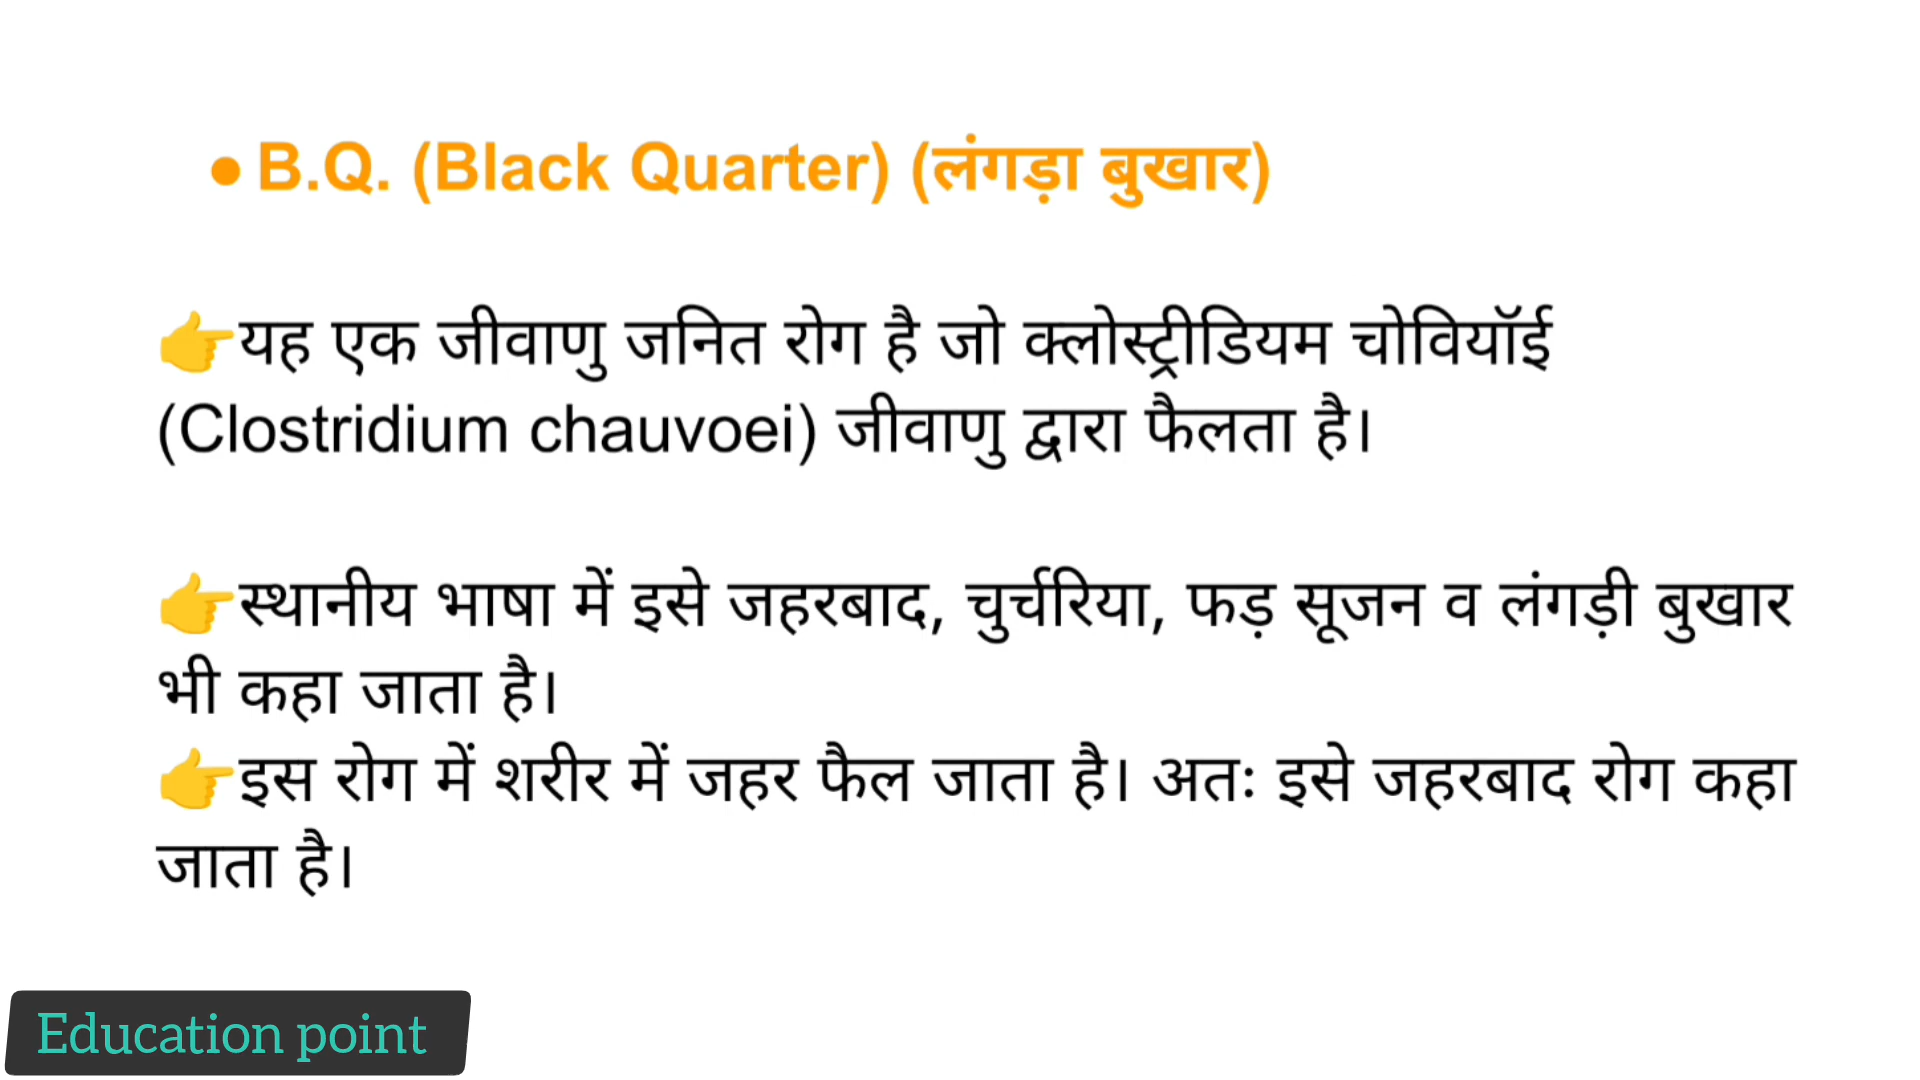 ● B.Q. (Black Quarter) (लंगड़ा बुखार)
👉यह एक जीवाणु जनित रोग है जो क्लोस्ट्रीडियम चोवियॉई
(Clostridium chauvoei) जीवाणु द्वारा फैलता है।
👉स्थानीय भाषा में इसे जहरबाद, चुर्चरिया, फड़ सूजन व लंगड़ी बुखार
भी कहा जाता है।
👉इस रोग में शरीर में जहर फैल जाता है। अतः इसे जहरबाद रोग कहा
जाता है।
Education point